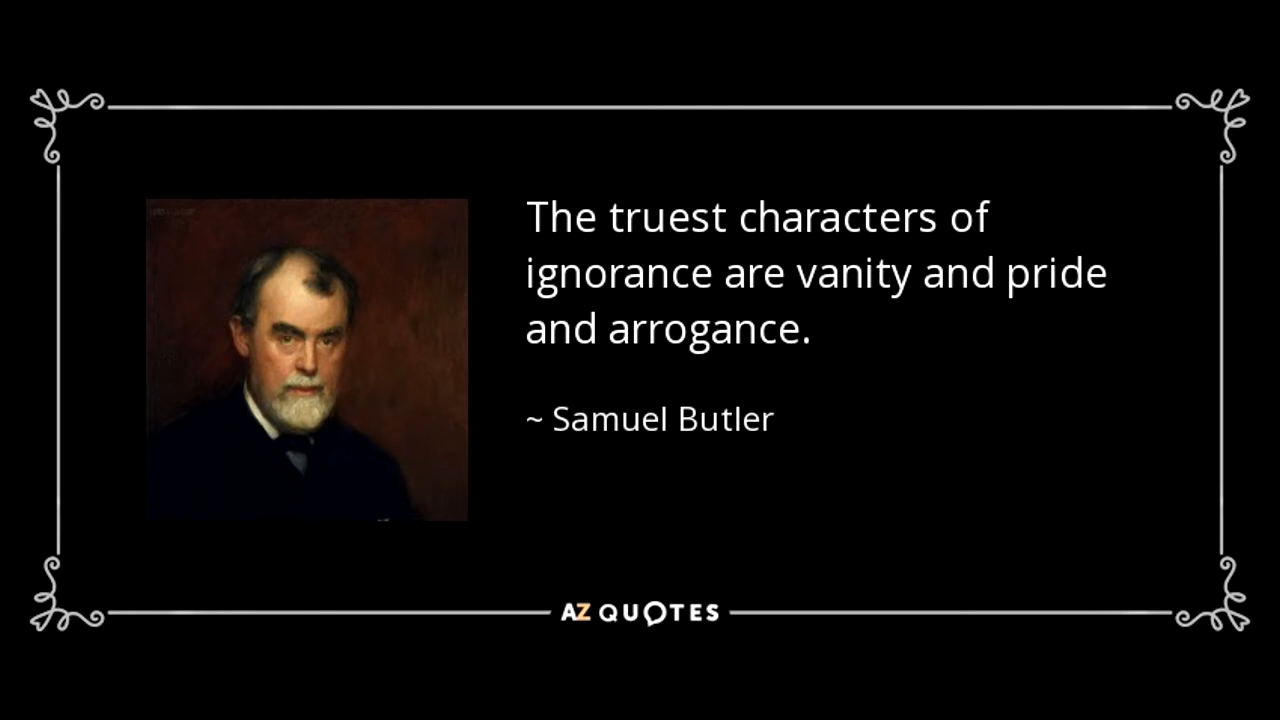 The truest characters of
ignorance are vanity and pride
and arrogance.
~ Samuel Butler
AZ QUOTES